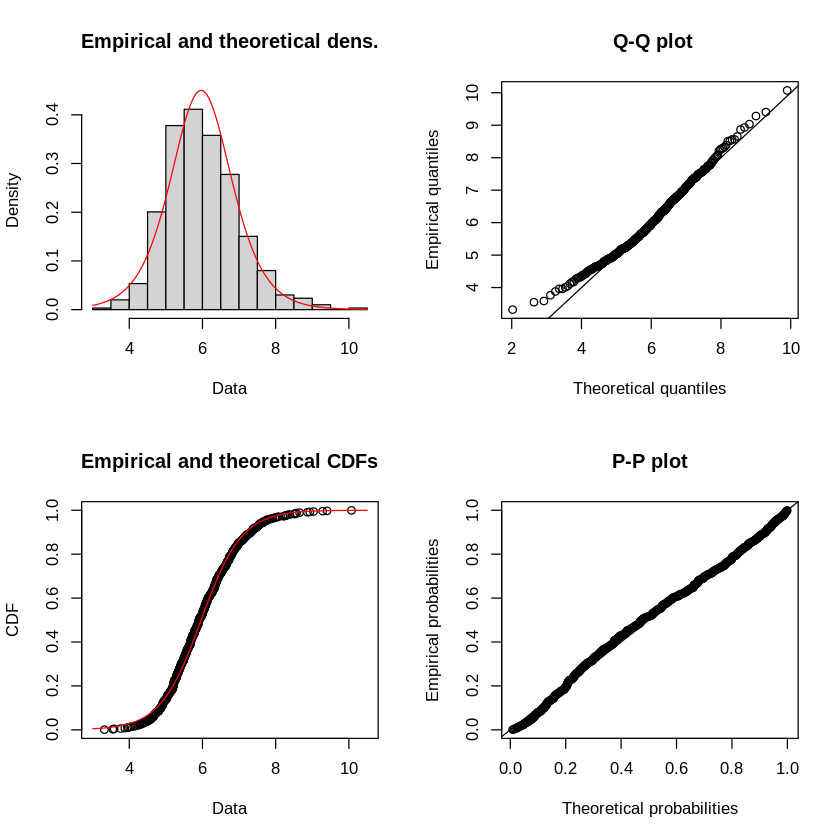 Empirical and theoretical dens.
Density
0.0 0.1 0.2 0.3 0.4
4 6 8 10
Data
Q-Q plot
Empirical quantiles
4 5 6 7 8 9 10
2 4 6 8 10
Theoretical quantiles
Empirical and theoretical CDFs
CDF
0.0 0.2 0.4 0.6 0.8 1.0
4 6 8 10
Data
P-P plot
Empirical probabilities
0.0 0.2 0.4 0.6 0.8 1.0
0.0 0.2 0.4 0.6 0.8 1.0
Theoretical probabilities